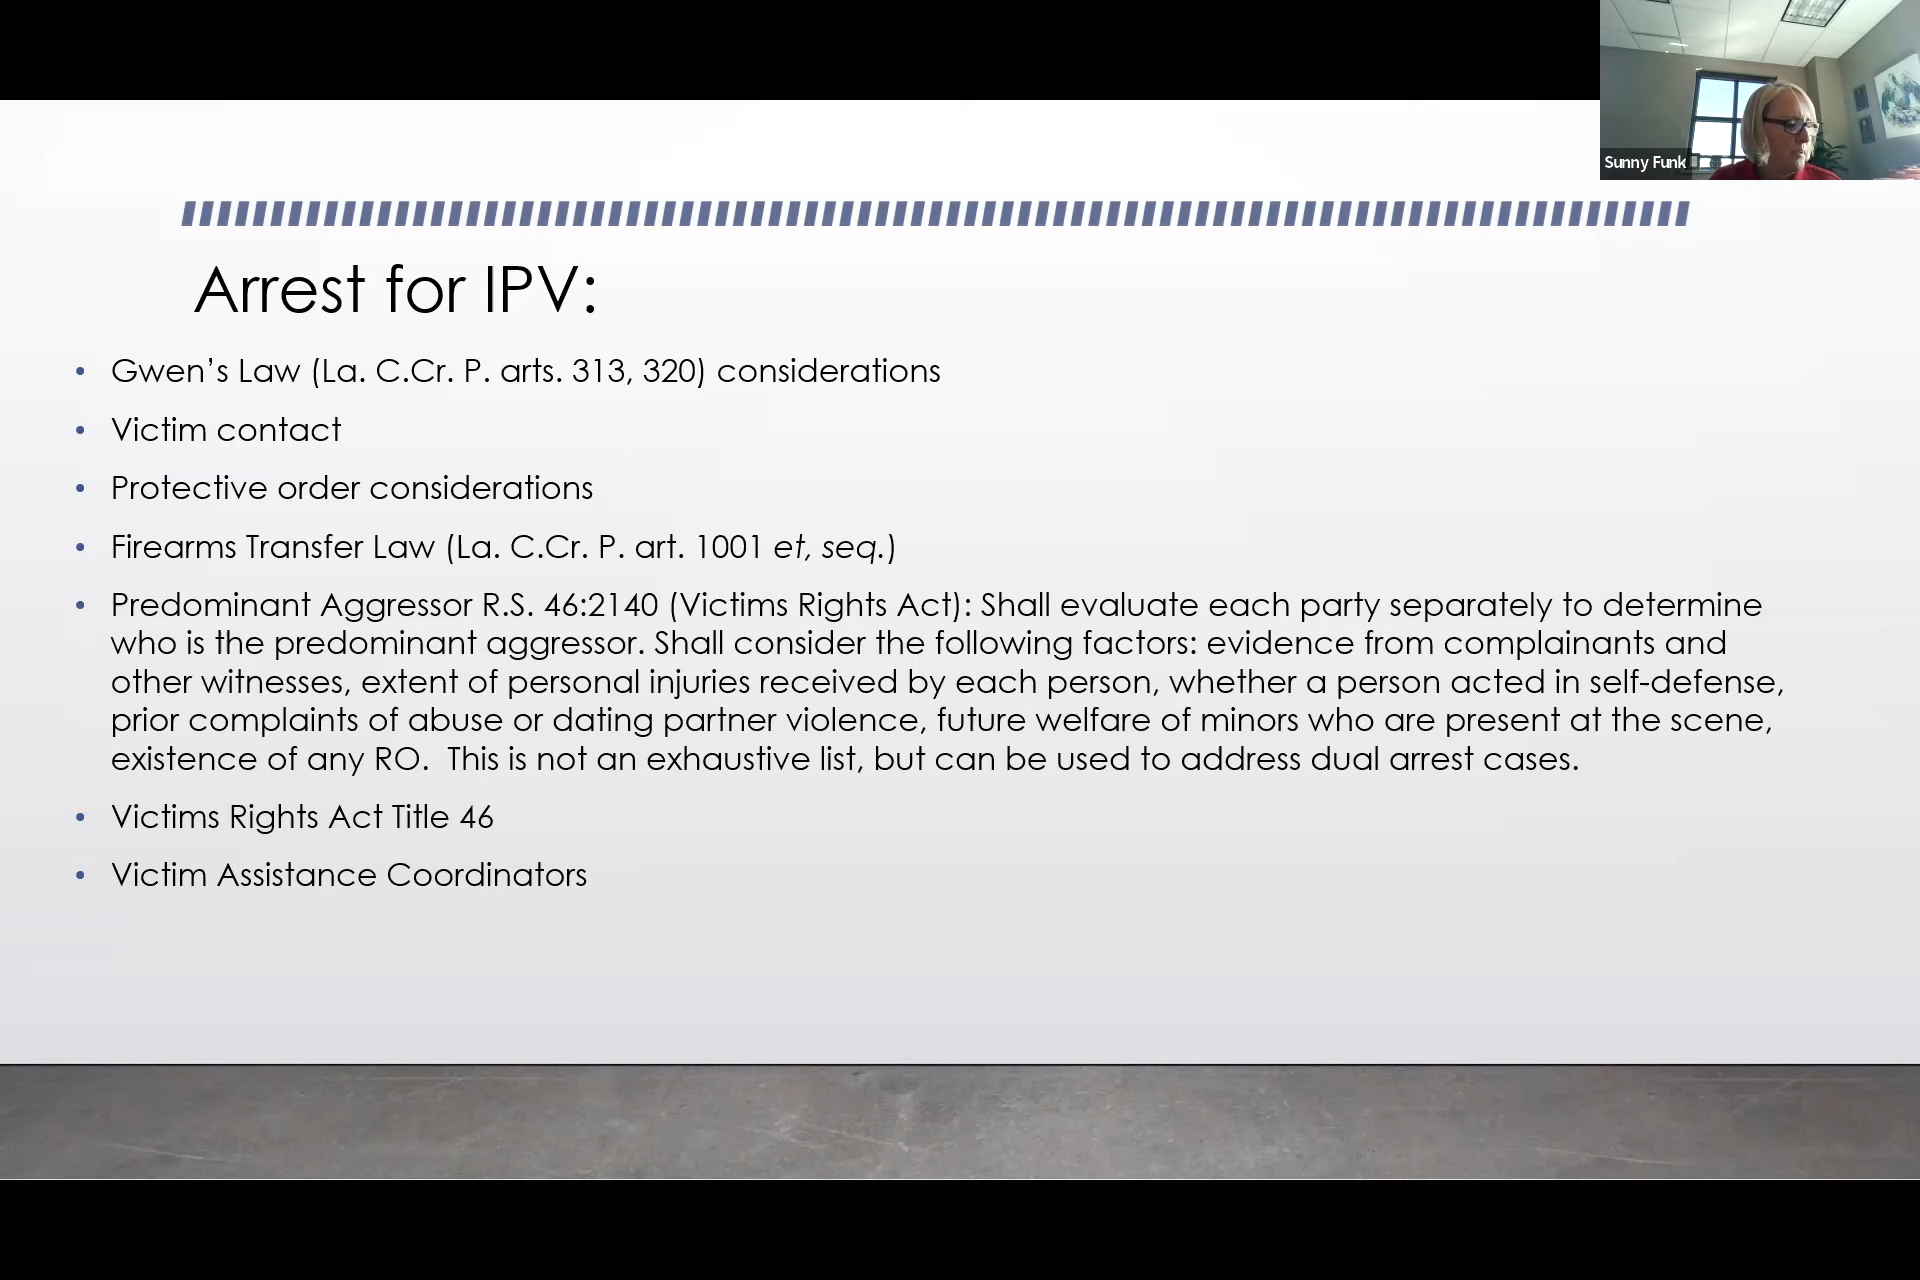 Sunny Funk
Arrest for IPV:
• Gwen’s Law (La. C.Cr. P. arts. 313, 320) considerations
• Victim contact
• Protective order considerations
• Firearms Transfer Law (La. C.Cr. P. art. 1001 et, seq.)
• Predominant Aggressor R.S. 46:2140 (Victims Rights Act): Shall evaluate each party separately to determine
who is the predominant aggressor. Shall consider the following factors: evidence from complainants and
other witnesses, extent of personal injuries received by each person, whether a person acted in self-defense,
prior complaints of abuse or dating partner violence, future welfare of minors who are present at the scene,
existence of any RO.  This is not an exhaustive list, but can be used to address dual arrest cases.
• Victims Rights Act Title 46
• Victim Assistance Coordinators